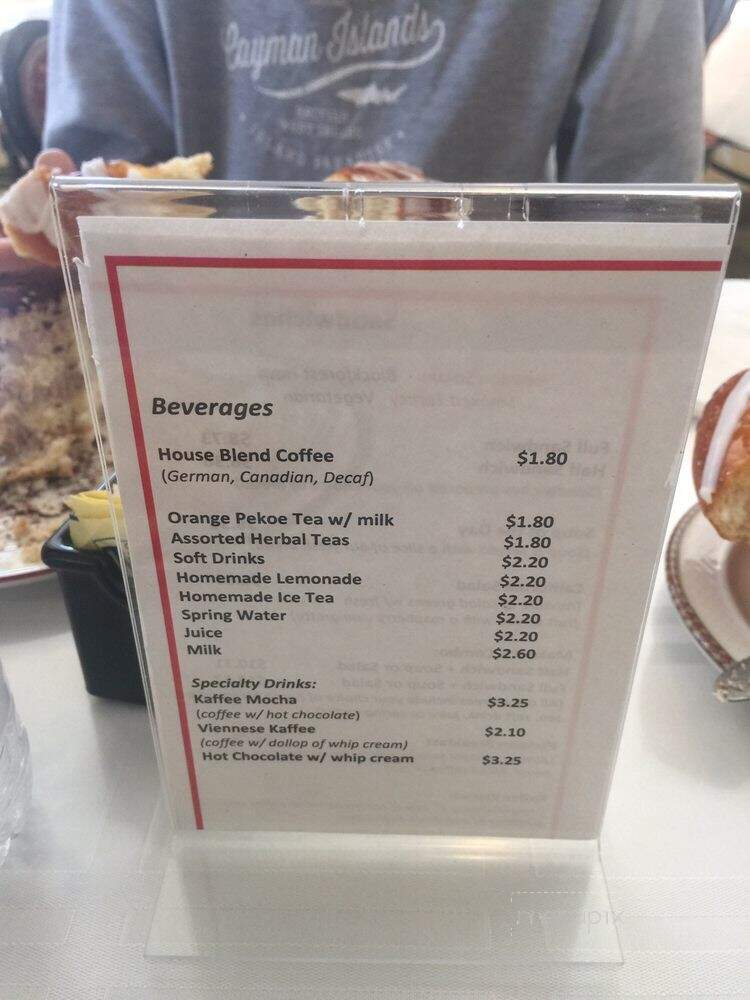 Cayman Islands
Beverages
House Blend Coffee $1.80
(German, Canadian, Decaf)
Orange Pekoe Tea w/ milk $1.80
Assorted Herbal Teas $1.80
Soft Drinks $2.20
Homemade Lemonade $2.20
Homemade Ice Tea $2.20
Spring Water $2.20
Juice $2.20
Milk $2.60
Specialty Drinks:
Kaffee Mocha $3.25
(coffee w/ hot chocolate)
Viennese Kaffee $2.10
(coffee w/ dollop of whip cream)
Hot Chocolate w/ whip cream $3.25